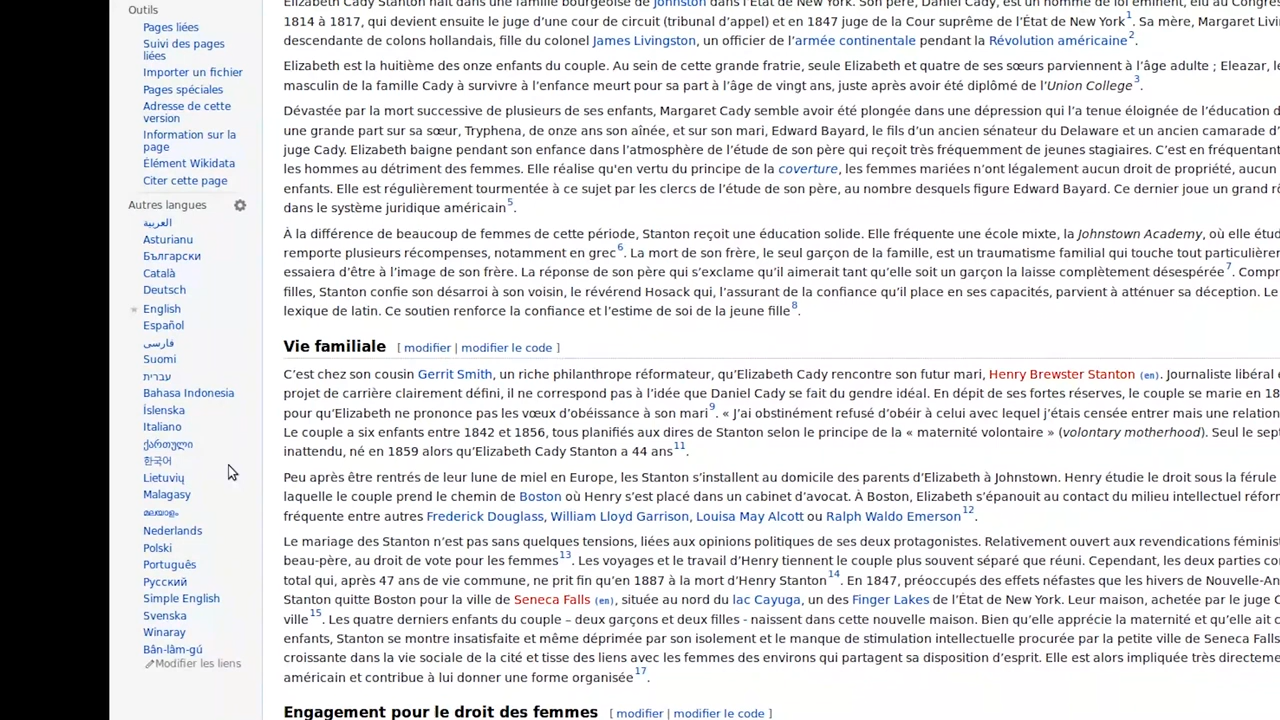 Outils
Pages liées
Suivi des pages
liées
Importer un fichier
Pages spéciales
Adresse de cette
version
Information sur la
page
Élément Wikidata
Citer cette page
Autres langues
العربية
Asturianu
Български
Català
Deutsch
English
Español
فارسی
Suomi
עברית
Bahasa Indonesia
Íslenska
Italiano
ქართული
한국어
Lietuvių
Malagasy
മലയാളം
Nederlands
Polski
Português
Русский
Simple English
Svenska
Winaray
Bân-lâm-gú
Modifier les liens
Elizabeth Cady Stanton naît dans une famille bourgeoise de Johnston dans l'État de New York. Son père, Daniel Cady, est un homme de loi éminent, élu au Congrès
1814 à 1817, qui devient ensuite le juge d’une cour de circuit (tribunal d’appel) et en 1847 juge de la Cour suprême de l’État de New York1. Sa mère, Margaret Livi
descendante de colons hollandais, fille du colonel James Livingston, un officier de l’armée continentale pendant la Révolution américaine2.
Elizabeth est la huitième des onze enfants du couple. Au sein de cette grande fratrie, seule Elizabeth et quatre de ses sœurs parviennent à l’âge adulte ; Eleazar, le
masculin de la famille Cady à survivre à l’enfance meurt pour sa part à l’âge de vingt ans, juste après avoir été diplômé de l’Union College3.
Dévastée par la mort successive de plusieurs de ses enfants, Margaret Cady semble avoir été plongée dans une dépression qui l’a tenue éloignée de l’éducation d
une grande part sur sa sœur, Tryphena, de onze ans son aînée, et sur son mari, Edward Bayard, le fils d’un ancien sénateur du Delaware et un ancien camarade d’
juge Cady. Elizabeth baigne pendant son enfance dans l’atmosphère de l’étude de son père qui reçoit très fréquemment de jeunes stagiaires. C’est en fréquentant
les hommes au détriment des femmes. Elle réalise qu'en vertu du principe de la coverture, les femmes mariées n’ont légalement aucun droit de propriété, aucun
enfants. Elle est régulièrement tourmentée à ce sujet par les clercs de l’étude de son père, au nombre desquels figure Edward Bayard. Ce dernier joue un grand rô
dans le système juridique américain5.
À la différence de beaucoup de femmes de cette période, Stanton reçoit une éducation solide. Elle fréquente une école mixte, la Johnstown Academy, où elle étud
remporte plusieurs récompenses, notamment en grec6. La mort de son frère, le seul garçon de la famille, est un traumatisme familial qui touche tout particulièrem
essaiera d’être à l’image de son frère. La réponse de son père qui s’exclame qu’il aimerait tant qu’elle soit un garçon la laisse complètement désespérée7. Compr
filles, Stanton confie son désarroi à son voisin, le révérend Hosack qui, l’assurant de la confiance qu’il place en ses capacités, parvient à atténuer sa déception. Le
lexique de latin. Ce soutien renforce la confiance et l’estime de soi de la jeune fille8.
Vie familiale [ modifier | modifier le code ]
C’est chez son cousin Gerrit Smith, un riche philanthrope réformateur, qu’Elizabeth Cady rencontre son futur mari, Henry Brewster Stanton (en). Journaliste libéral e
projet de carrière clairement défini, il ne correspond pas à l’idée que Daniel Cady se fait du gendre idéal. En dépit de ses fortes réserves, le couple se marie en 18
pour qu’Elizabeth ne prononce pas les vœux d’obéissance à son mari9. « J’ai obstinément refusé d’obéir à celui avec lequel j’étais censée entrer mais une relation
Le couple a six enfants entre 1842 et 1856, tous planifiés aux dires de Stanton selon le principe de la « maternité volontaire » (volontary motherhood). Seul le sept
inattendu, né en 1859 alors qu’Elizabeth Cady Stanton a 44 ans11.
Peu après être rentrés de leur lune de miel en Europe, les Stanton s’installent au domicile des parents d’Elizabeth à Johnstown. Henry étudie le droit sous la férule
laquelle le couple prend le chemin de Boston où Henry s’est placé dans un cabinet d’avocat. À Boston, Elizabeth s’épanouit au contact du milieu intellectuel réform
fréquente entre autres Frederick Douglass, William Lloyd Garrison, Louisa May Alcott ou Ralph Waldo Emerson12.
Le mariage des Stanton n’est pas sans quelques tensions, liées aux opinions politiques de ses deux protagonistes. Relativement ouvert aux revendications féminist
beau-père, au droit de vote pour les femmes13. Les voyages et le travail d’Henry tiennent le couple plus souvent séparé que réuni. Cependant, les deux parties co
total qui, après 47 ans de vie commune, ne prit fin qu’en 1887 à la mort d’Henry Stanton14. En 1847, préoccupés des effets néfastes que les hivers de Nouvelle-An
Stanton quitte Boston pour la ville de Seneca Falls (en), située au nord du lac Cayuga, un des Finger Lakes de l’État de New York. Leur maison, achetée par le juge C
ville15. Les quatre derniers enfants du couple – deux garçons et deux filles - naissent dans cette nouvelle maison. Bien qu’elle apprécie la maternité et qu’elle ait c
enfants, Stanton se montre insatisfaite et même déprimée par son isolement et le manque de stimulation intellectuelle procurée par la petite ville de Seneca Falls
croissante dans la vie sociale de la cité et tisse des liens avec les femmes des environs qui partagent sa disposition d’esprit. Elle est alors impliquée très directeme
américain et contribue à lui donner une forme organisée17.
Engagement pour le droit des femmes [ modifier | modifier le code ]